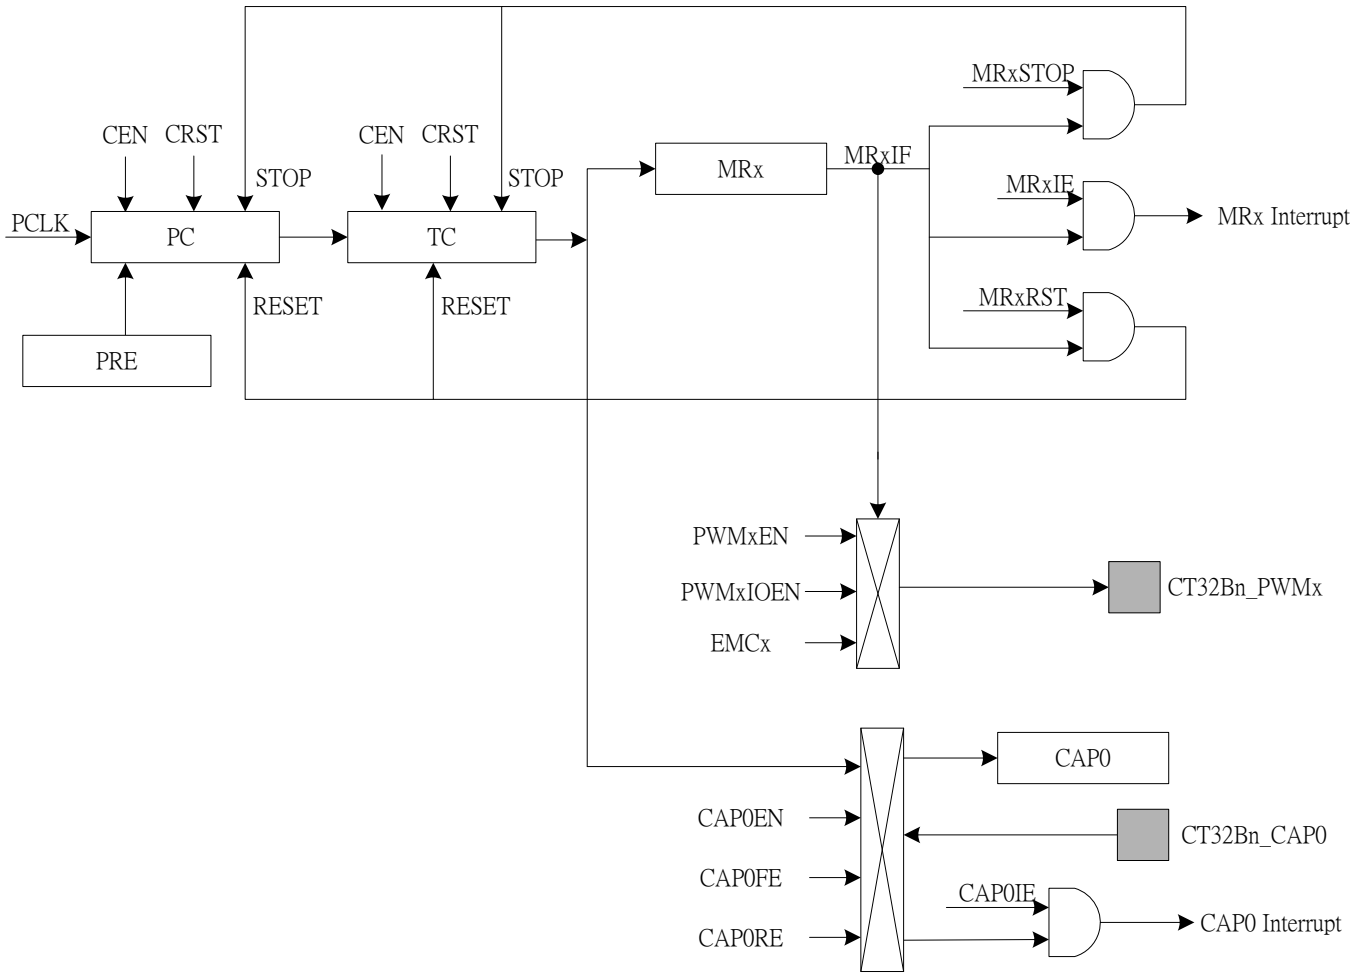 MRxSTOP
CEN
CRST
CEN
CRST
MRxIF
MRx
STOP
STOP
MRxIE
MRx Interrupt
PCLK
PC
TC
RESET
RESET
MRxRST
PRE
PWMxEN
PWMxIOEN
CT32Bn_PWMx
EMCx
CAP0
CAP0EN
CT32Bn_CAP0
CAP0FE
CAP0IE
CAP0 Interrupt
CAP0RE